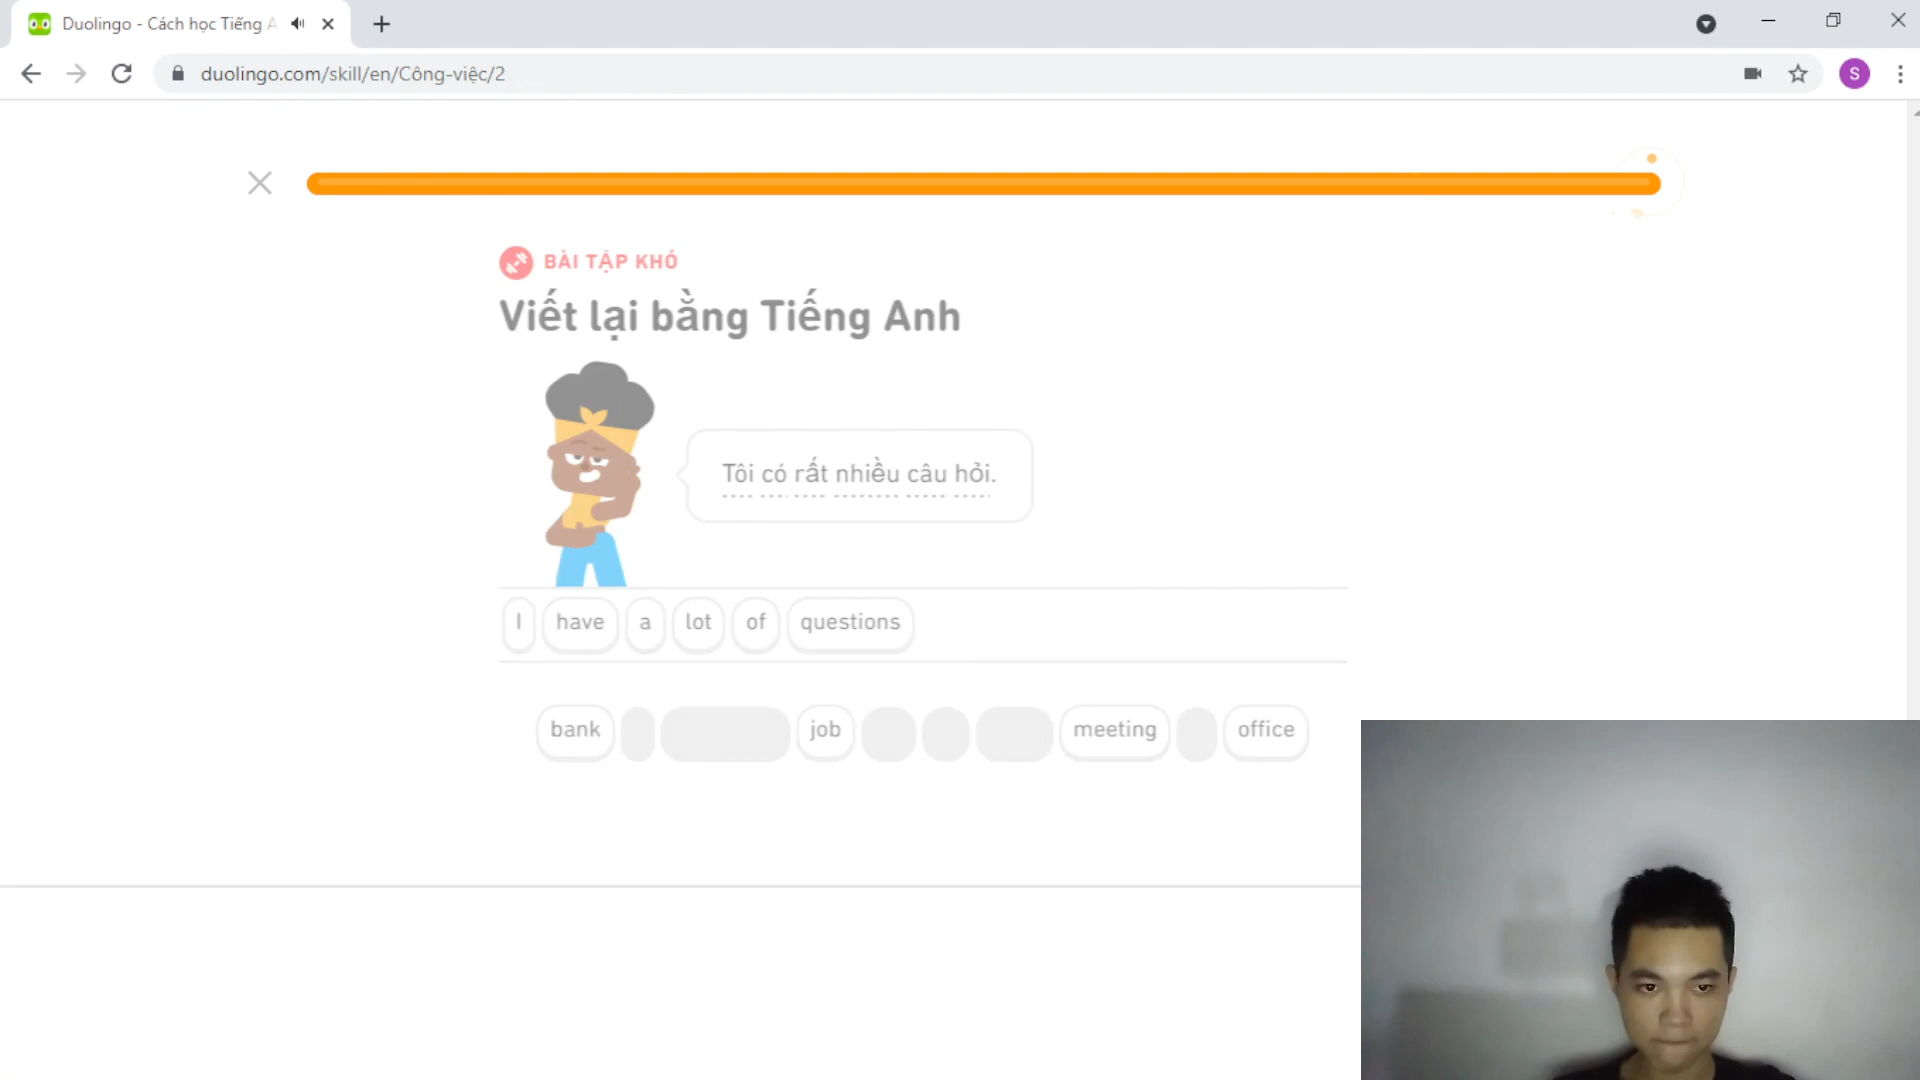 Duolingo - Cách học Tiếng A
duolingo.com/skill/en/Công-việc/2
S
BÀI TẬP KHÓ
Viết lại bằng Tiếng Anh
Tôi có rất nhiều câu hỏi.
I have a lot of questions
bank job meeting office